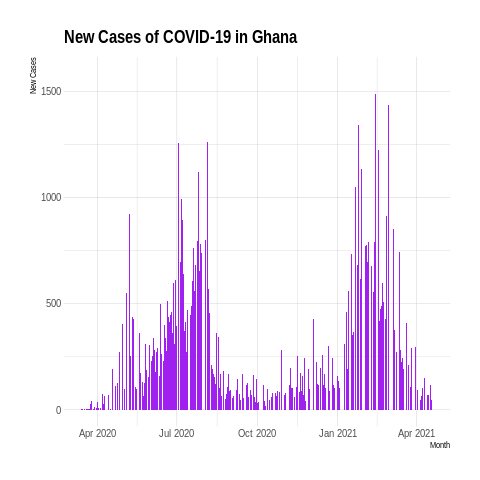 New Cases of COVID-19 in Ghana
New Cases
1500
1000
500
0
Apr 2020 Jul 2020 Oct 2020 Jan 2021 Apr 2021
Month